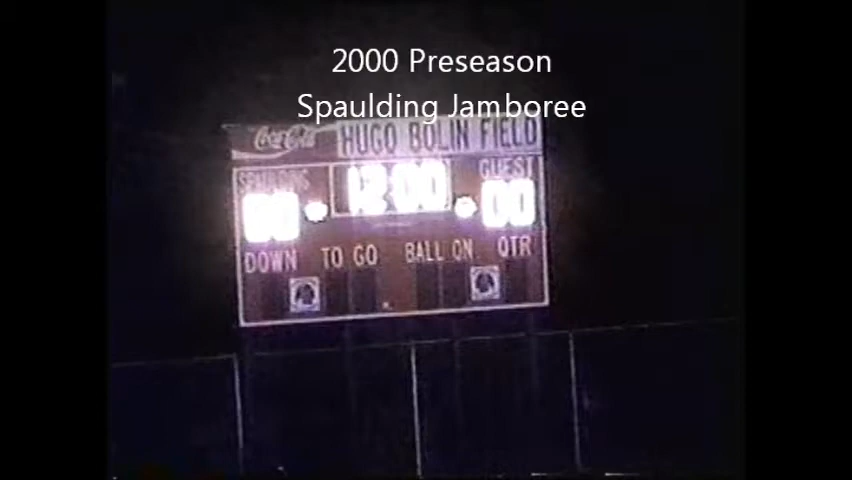 2000 Preseason
Spaulding Jamboree
Coca-Cola HUGO BOLIN FIELD
SPAULDING 12:00 GUEST
00 00
DOWN TO GO BALL ON QTR